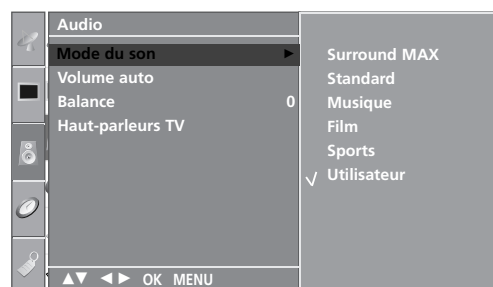 Audio
Mode du son ►
Volume auto
Balance 0
Haut-parleurs TV
Surround MAX
Standard
Musique
Film
Sports
√ Utilisateur
▲▼ ◄► OK MENU